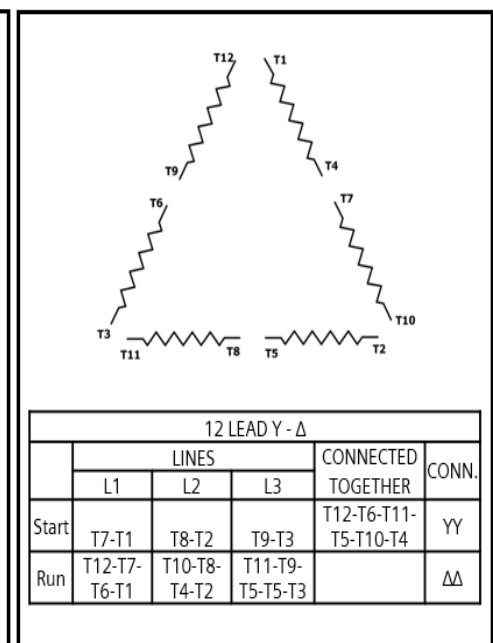 T12 T1
T9 T4
T6 T7
T3 T10
T11 T8 T5 T2
12 LEAD Y - Δ
LINES CONNECTED TOGETHER CONN.
L1 L2 L3
Start T7-T1 T8-T2 T9-T3 T12-T6-T11-T5-T10-T4 YY
Run T12-T7-T6-T1 T10-T8-T4-T2 T11-T9-T5-T5-T3 ΔΔ